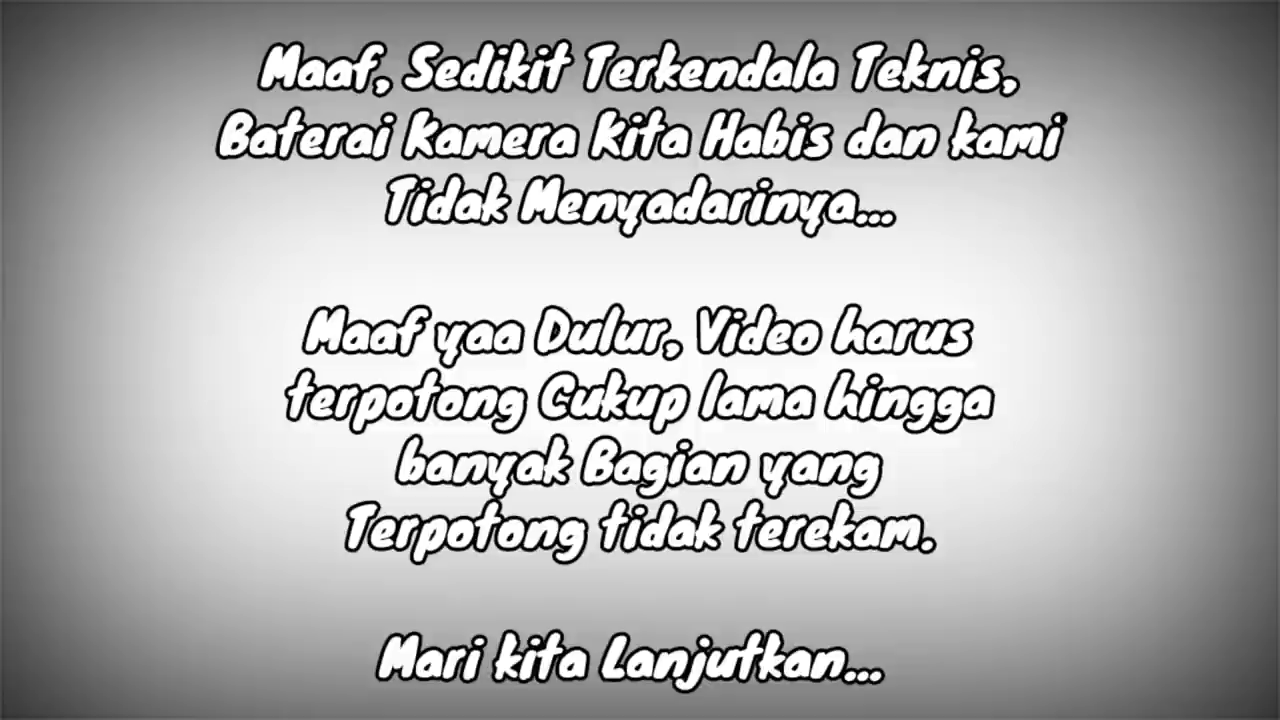 Maaf, Sedikit Terkendala Teknis,
Baterai Kamera Kita Habis dan kami
Tidak Menyadarinya...
Maaf yaa Dulur, Video harus
terpotong Cukup lama hingga
banyak Bagian yang
Terpotong tidak terekam.
Mari kita Lanjutkan...